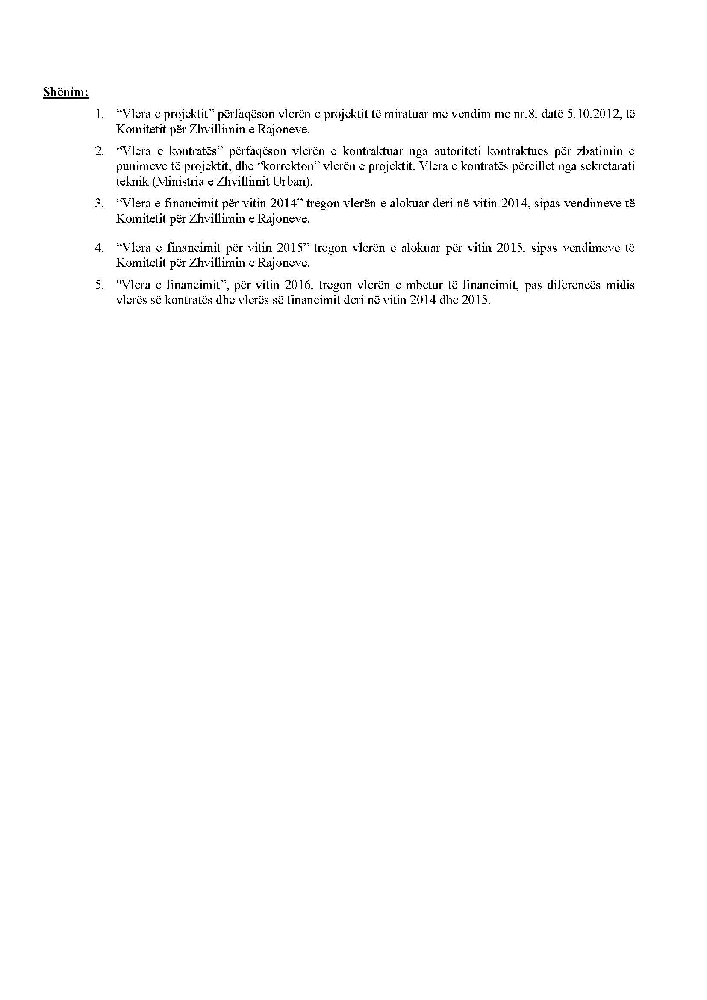 Shënim:
1. “Vlera e projektit” përfaqëson vlerën e projektit të miratuar me vendim me nr.8, datë 5.10.2012, të
Komitetit për Zhvillimin e Rajoneve.
2. “Vlera e kontratës” përfaqëson vlerën e kontraktuar nga autoriteti kontraktues për zbatimin e
punimeve të projektit, dhe “korrekton” vlerën e projektit. Vlera e kontratës përcillet nga sekretarati
teknik (Ministria e Zhvillimit Urban).
3. “Vlera e financimit për vitin 2014” tregon vlerën e alokuar deri në vitin 2014, sipas vendimeve të
Komitetit për Zhvillimin e Rajoneve.
4. “Vlera e financimit për vitin 2015” tregon vlerën e alokuar për vitin 2015, sipas vendimeve të
Komitetit për Zhvillimin e Rajoneve.
5. "Vlera e financimit”, për vitin 2016, tregon vlerën e mbetur të financimit, pas diferencës midis
vlerës së kontratës dhe vlerës së financimit deri në vitin 2014 dhe 2015.